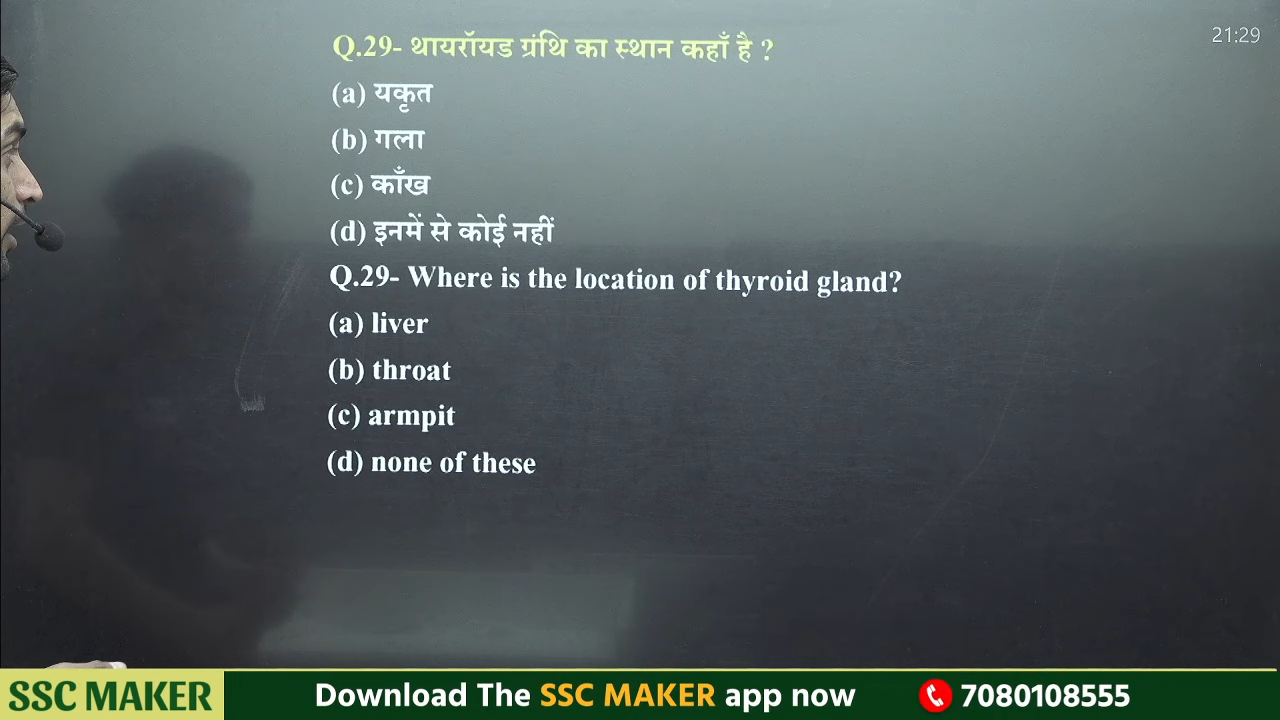 21:29
Q.29- थायरॉयड ग्रंथि का स्थान कहाँ है ?
(a) यकृत
(b) गला
(c) काँख
(d) इनमें से कोई नहीं
Q.29- Where is the location of thyroid gland?
(a) liver
(b) throat
(c) armpit
(d) none of these
SSC MAKER
Download The SSC MAKER app now
7080108555